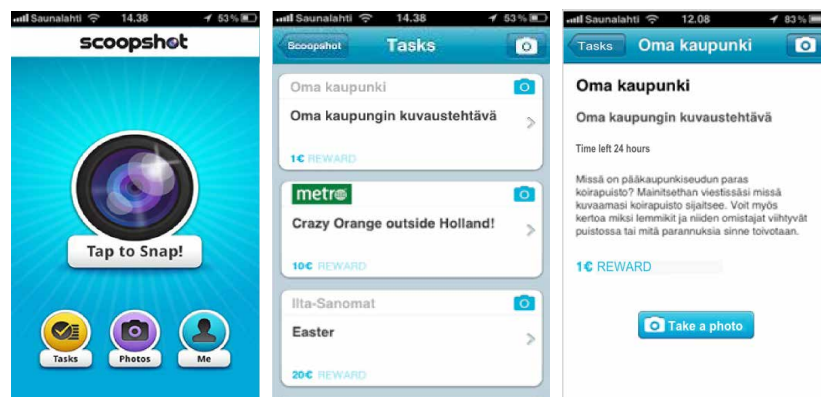 Saunalahti 14.38 53%
scoopshot
Tap to Snap!
Tasks Photos Me
Saunalahti 14.38 53%
Scoopshot Tasks
Oma kaupunki
Oma kaupungin kuvaustehtävä
1€ REWARD
metro
Crazy Orange outside Holland!
10€ REWARD
Ilta-Sanomat
Easter
20€ REWARD
Saunalahti 12.08 83%
Tasks Oma kaupunki
Oma kaupunki
Oma kaupungin kuvaustehtävä
Time left 24 hours
Missä on pääkaupunkiseudun paras
koirapuisto? Mainitsethan viestissäsi missä
kuvaamasi koirapuisto sijaitsee. Voit myös
kertoa miksi lemmikit ja niiden omistajat viihtyvät
puistossa tai mitä parannuksia sinne toivotaan.
1€ REWARD
Take a photo